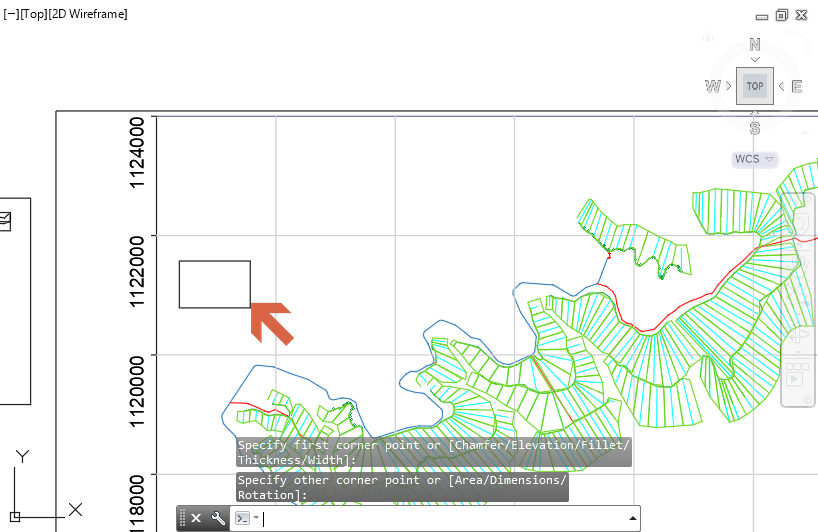 [−][Top][2D Wireframe]
N
W
TOP
E
S
WCS
1124000
1122000
1120000
1118000
Y
X
Specify first corner point or [Chamfer/Elevation/Fillet/
Thickness/Width]:
Specify other corner point or [Area/Dimensions/
Rotation]: